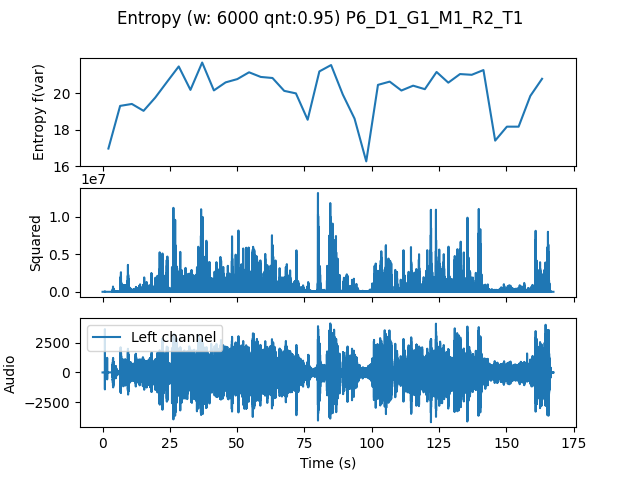 Entropy (w: 6000 qnt:0.95) P6_D1_G1_M1_R2_T1
Entropy f(var)
20
18
16
1e7
Squared
1.0
0.5
0.0
Audio
Left channel
2500
0
−2500
0 25 50 75 100 125 150 175
Time (s)